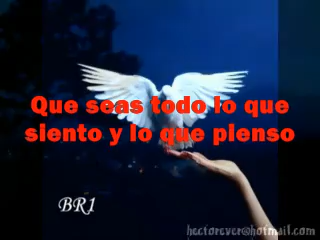 Que seas todo lo que
siento y lo que pienso
BR1
hectorever@hotmail.com